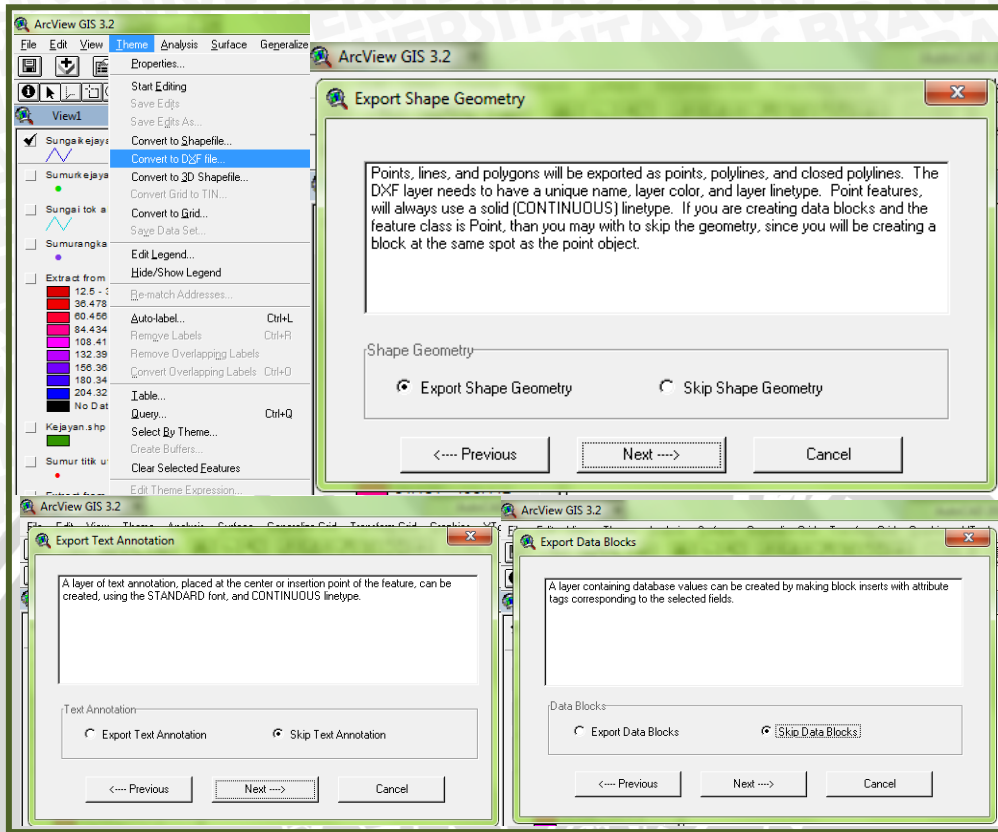 ArcView GIS 3.2
File Edit View Theme Analysis Surface Generalize
View1
Sungaikejaya
Sumurkejaya
Sungai tok a
Sumurangka
Extract from
12.5 - 3
36.478
60.456
84.434
108.41
132.39
156.36
180.34
204.32
No Dat
Kejayan.shp
Sumur titik u
Properties...
Start Editing
Save Edits
Save Edits As...
Convert to Shapefile...
Convert to DXF file...
Convert to 3D Shapefile...
Convert Grid to TIN...
Convert to Grid...
Save Data Set...
Edit Legend...
Hide/Show Legend
Re-match Addresses...
Auto-label... Ctrl+L
Remove Labels Ctrl+R
Remove Overlapping Labels
Convert Overlapping Labels Ctrl+O
Table...
Query... Ctrl+Q
Select By Theme...
Create Buffers...
Clear Selected Features
Edit Theme Expression...
ArcView GIS 3.2
Export Shape Geometry
Points, lines, and polygons will be exported as points, polylines, and closed polylines. The
DXF layer needs to have a unique name, layer color, and layer linetype. Point features,
will always use a solid (CONTINUOUS) linetype. If you are creating data blocks and the
feature class is Point, than you may with to skip the geometry, since you will be creating a
block at the same spot as the point object.
Shape Geometry
Export Shape Geometry Skip Shape Geometry
<---- Previous Next ----> Cancel
ArcView GIS 3.2
Export Text Annotation
A layer of text annotation, placed at the center or insertion point of the feature, can be
created, using the STANDARD font, and CONTINUOUS linetype.
Text Annotation
Export Text Annotation Skip Text Annotation
<---- Previous Next ----> Cancel
ArcView GIS 3.2
Export Data Blocks
A layer containing database values can be created by making block inserts with attribute
tags corresponding to the selected fields.
Data Blocks
Export Data Blocks Skip Data Blocks
<---- Previous Next ----> Cancel